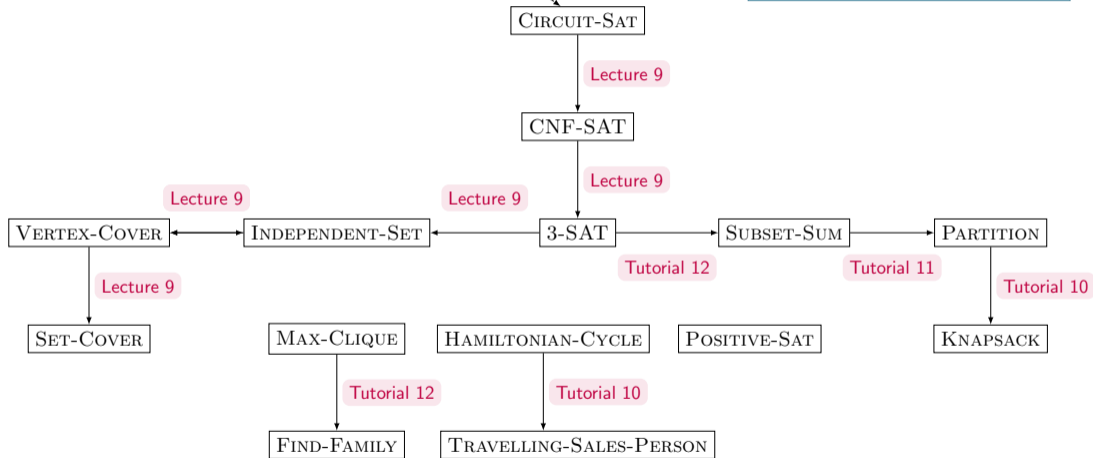 CIRCUIT-SAT
Lecture 9
CNF-SAT
Lecture 9
Lecture 9
Lecture 9
VERTEX-COVER
INDEPENDENT-SET
3-SAT
SUBSET-SUM
PARTITION
Tutorial 12
Tutorial 11
Lecture 9
Tutorial 10
SET-COVER
MAX-CLIQUE
HAMILTONIAN-CYCLE
POSITIVE-SAT
KNAPSACK
Tutorial 12
Tutorial 10
FIND-FAMILY
TRAVELLING-SALES-PERSON